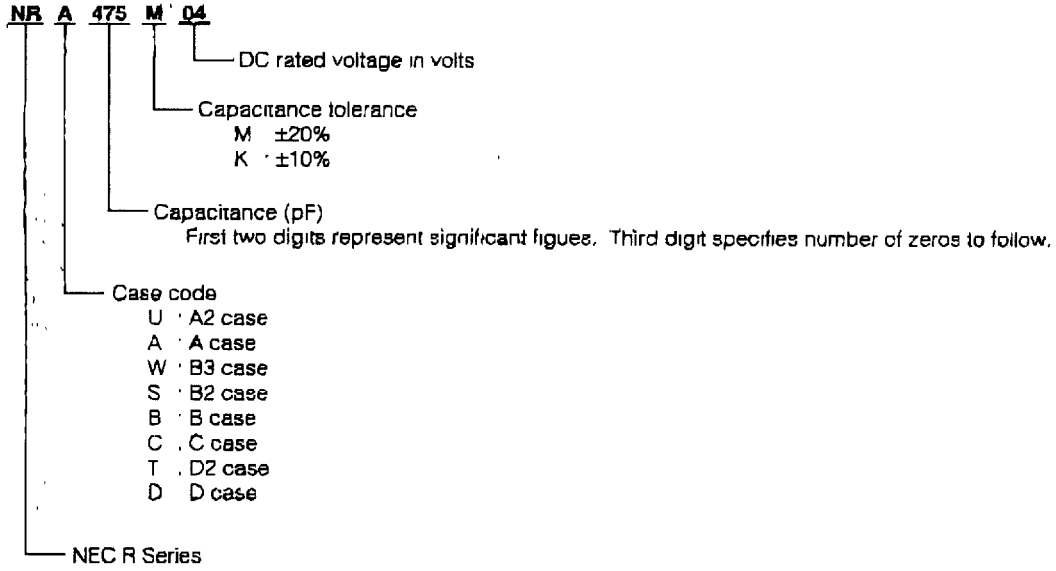 NR A 475 M 04
DC rated voltage in volts
Capacitance tolerance
M ±20%
K ±10%
Capacitance (pF)
First two digits represent significant figues. Third digit specifies number of zeros to follow.
Case code
U A2 case
A A case
W B3 case
S B2 case
B B case
C C case
T D2 case
D D case
NEC R Series